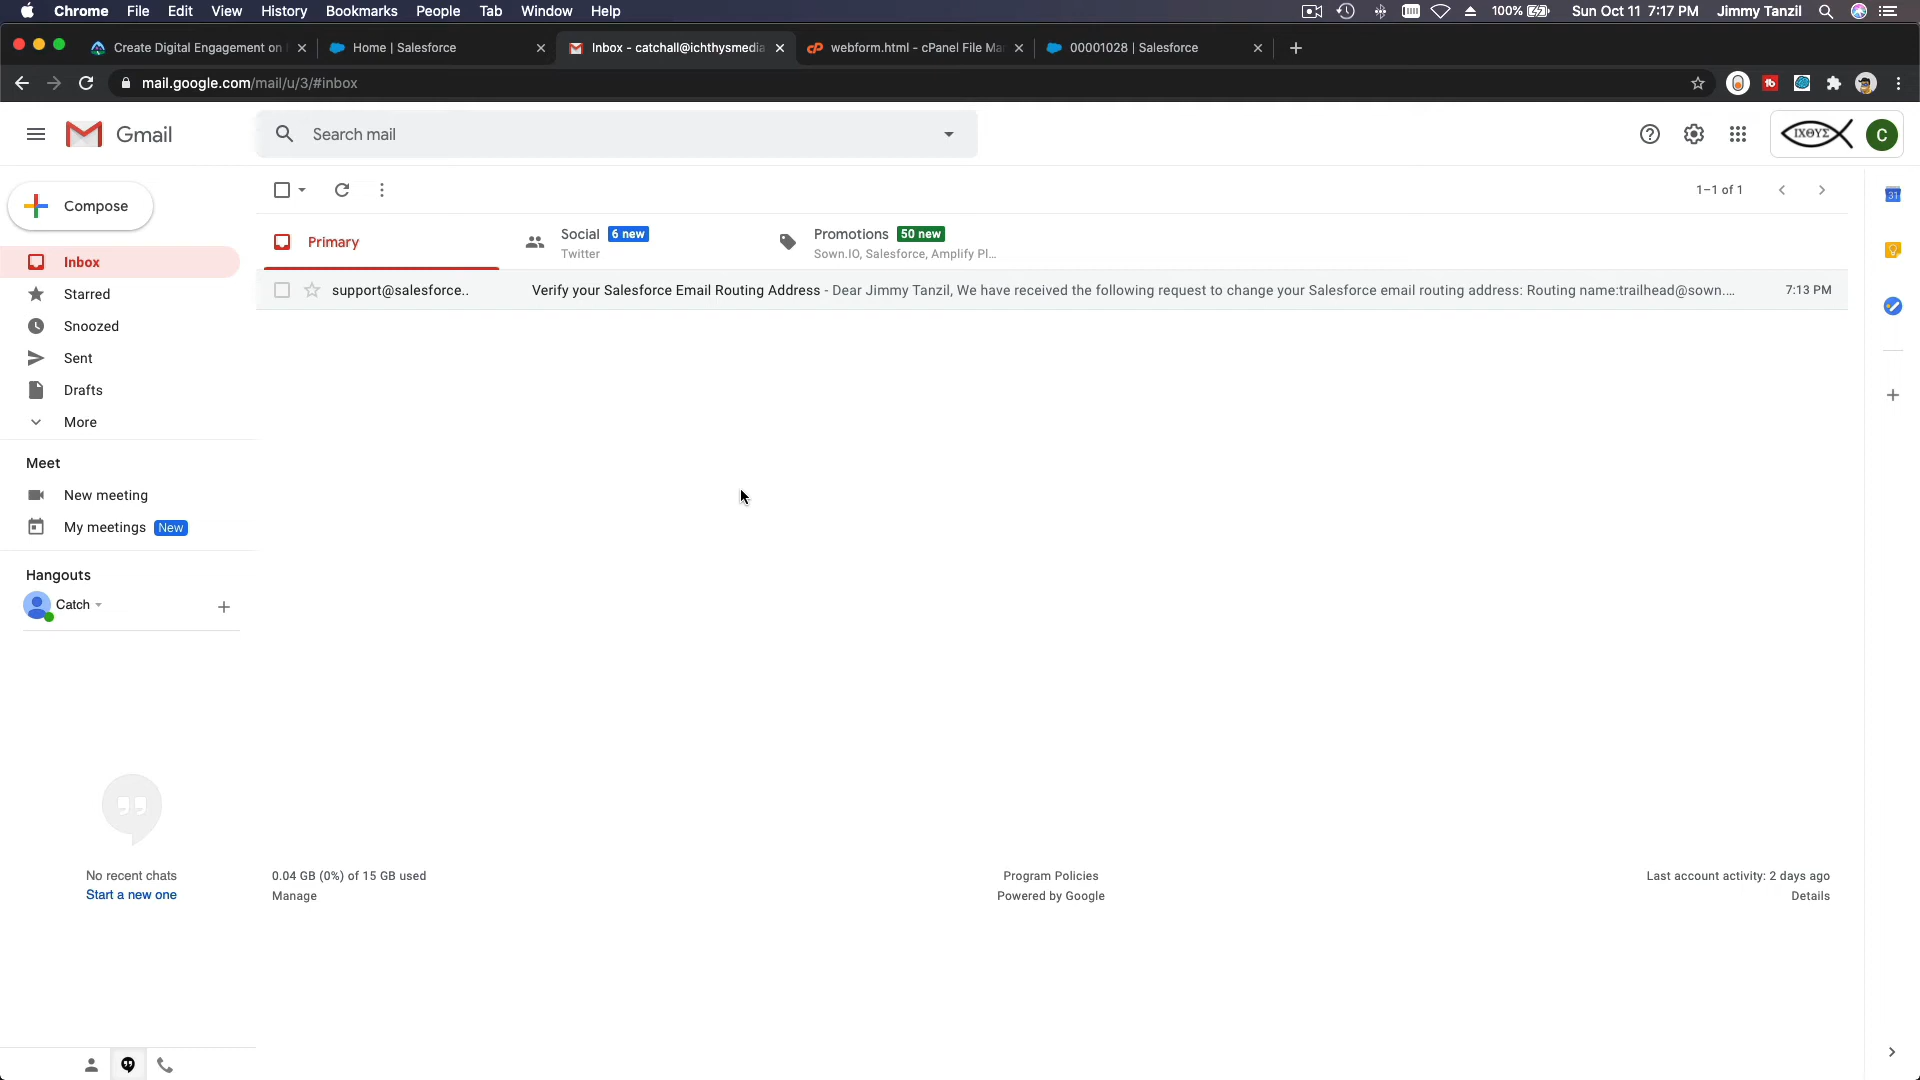 Chrome File Edit View History Bookmarks People Tab Window Help 100% Sun Oct 11 7:17 PM Jimmy Tanzil
Create Digital Engagement on Home | Salesforce Inbox - catchall@ichthysmedia cp webform.html - cPanel File Ma 00001028 | Salesforce
mail.google.com/mail/u/3/#inbox tb
Gmail Search mail ΙΧΘΥΣ C
Compose 1–1 of 1 31
Primary Social 6 new Promotions 50 new
Twitter Sown.IO, Salesforce, Amplify Pl...
Inbox
support@salesforce.. Verify your Salesforce Email Routing Address - Dear Jimmy Tanzil, We have received the following request to change your Salesforce email routing address: Routing name:trailhead@sown.... 7:13 PM
Starred
Snoozed
Sent
Drafts
More
Meet
New meeting
My meetings New
Hangouts
Catch
No recent chats
Start a new one
0.04 GB (0%) of 15 GB used Program Policies Last account activity: 2 days ago
Manage Powered by Google Details